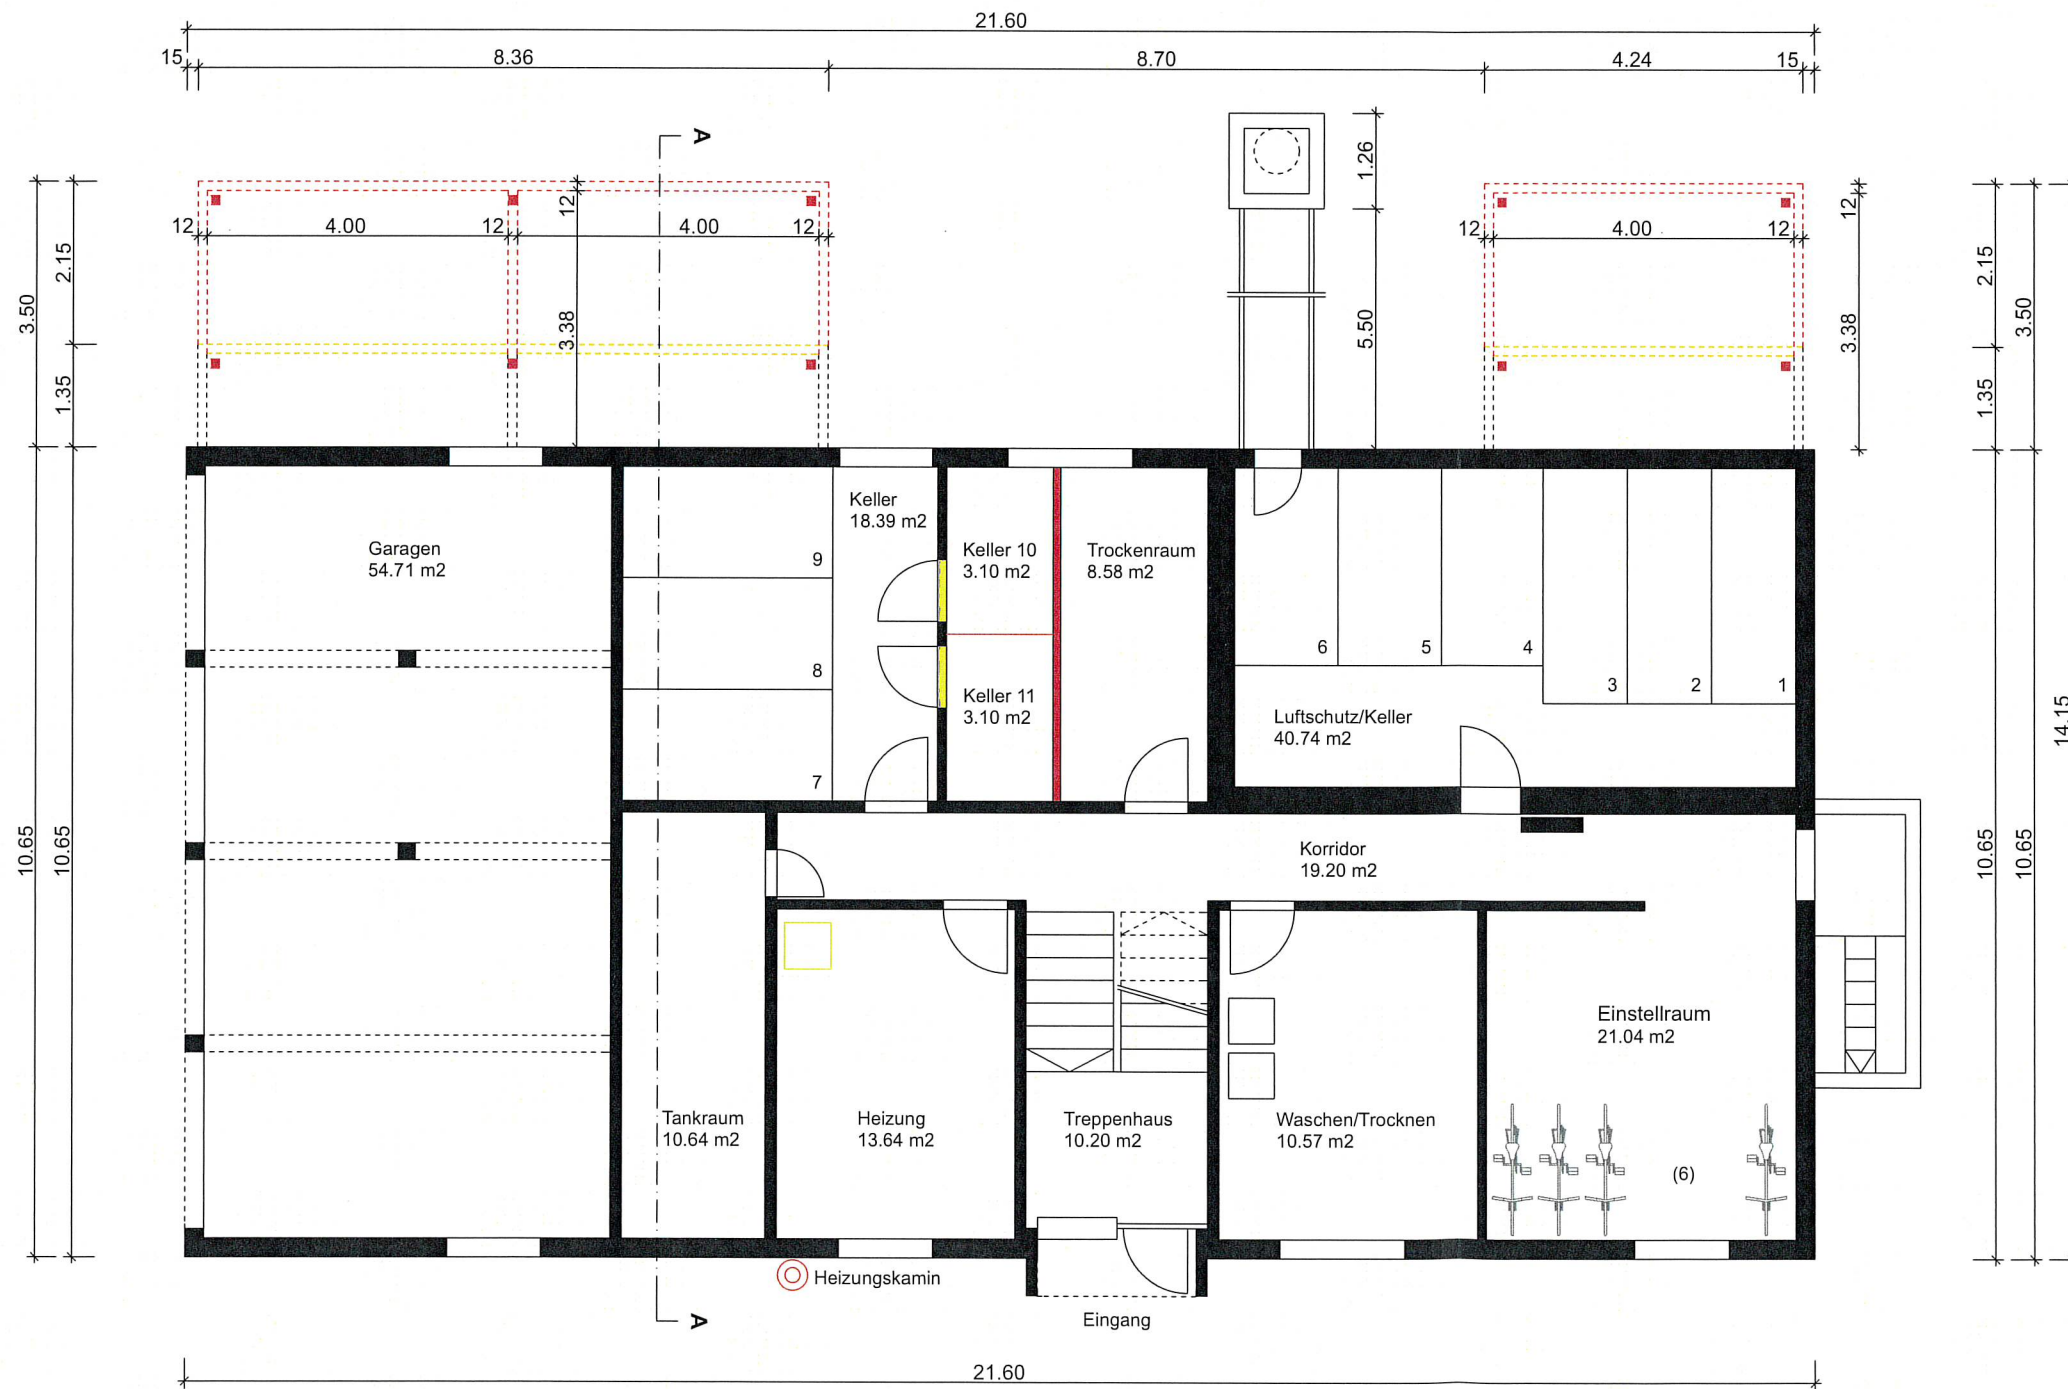 21.60
15
8.36
8.70
4.24
15
A
1.26
12
12
4.00
12
4.00
12
12
4.00
12
12
2.15
3.50
3.38
1.35
5.50
3.38
2.15
3.50
1.35
Keller
18.39 m2
Garagen
54.71 m2
9
Keller 10
3.10 m2
Trockenraum
8.58 m2
6
5
4
8
3
2
1
Keller 11
3.10 m2
Luftschutz/Keller
40.74 m2
14.15
7
10.65
10.65
Korridor
19.20 m2
10.65
10.65
Einstellraum
21.04 m2
Tankraum
10.64 m2
Heizung
13.64 m2
Treppenhaus
10.20 m2
Waschen/Trocknen
10.57 m2
(6)
Heizungskamin
A
Eingang
21.60